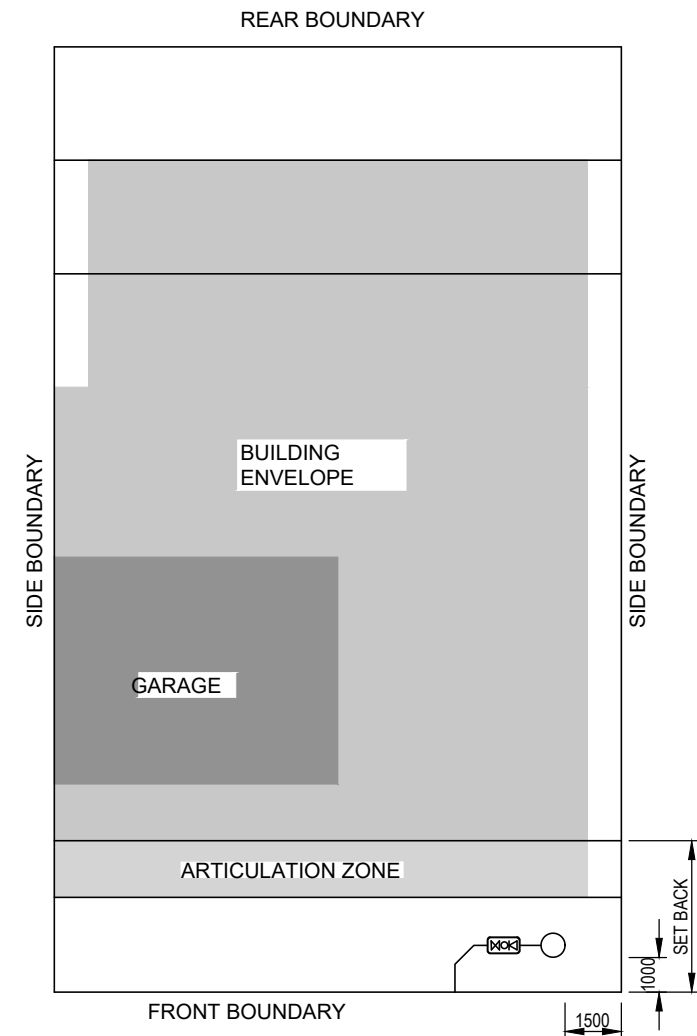 REAR BOUNDARY
BUILDING
ENVELOPE
SIDE BOUNDARY
SIDE BOUNDARY
GARAGE
ARTICULATION ZONE
SET BACK
1000
FRONT BOUNDARY
1500